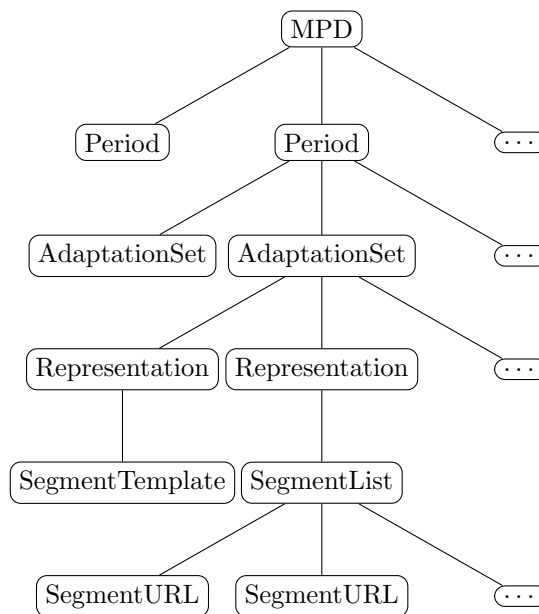 MPD
Period Period ...
AdaptationSet AdaptationSet ...
Representation Representation ...
SegmentTemplate SegmentList
SegmentURL SegmentURL ...